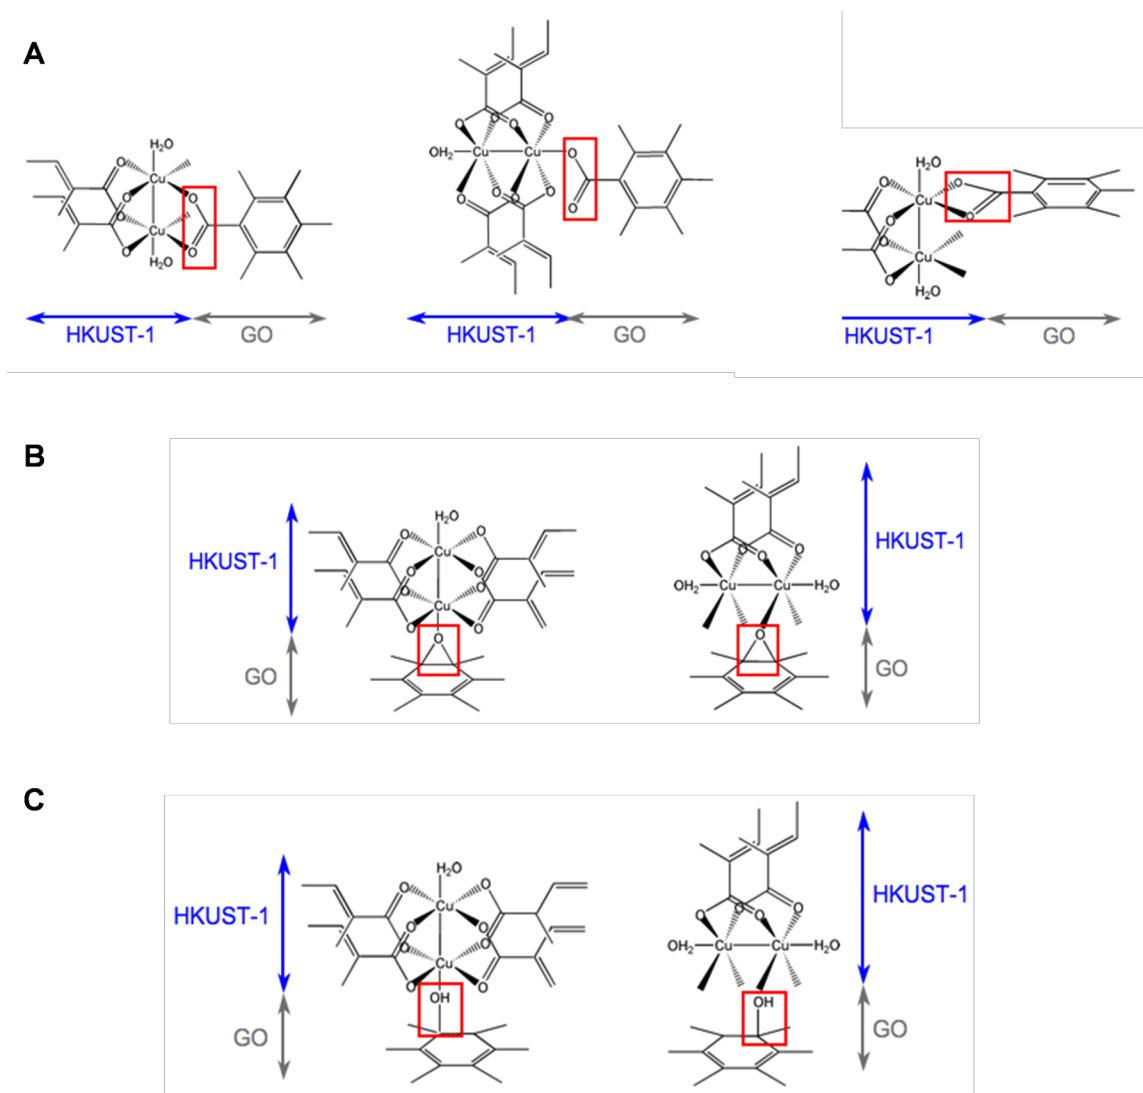 A
H₂O
O
Cu
O O
O O
Cu
O O
H₂O
HKUST-1
GO
O O O O
OH₂ Cu Cu O
O O O O
O
HKUST-1
GO
H₂O
O O
Cu
O O
O
Cu
O
H₂O
HKUST-1
GO
B
HKUST-1
GO
H₂O
O O
Cu
O O
O O
Cu
O O
O
O O O O
OH₂ Cu Cu H₂O
O
HKUST-1
GO
C
HKUST-1
GO
H₂O
O O
Cu
O O
O O
Cu
O O
OH
O O O O
OH₂ Cu Cu H₂O
OH
HKUST-1
GO